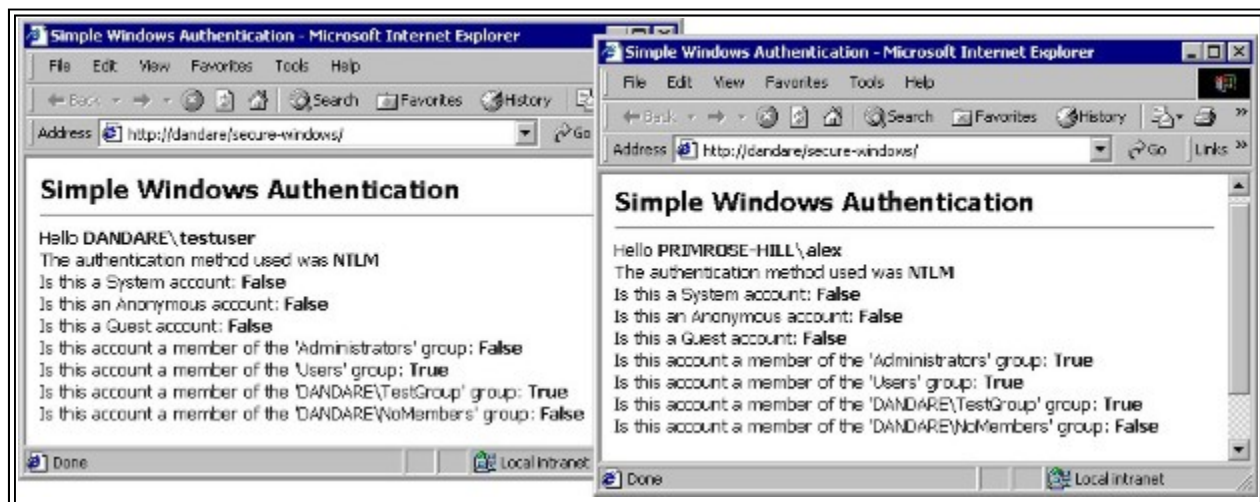 Simple Windows Authentication - Microsoft Internet Explorer
File Edit View Favorites Tools Help
Back Search Favorites History
Address http://dandare/secure-windows/ Go
Simple Windows Authentication
Hello DANDARE\testuser
The authentication method used was NTLM
Is this a System account: False
Is this an Anonymous account: False
Is this a Guest account: False
Is this account a member of the 'Administrators' group: False
Is this account a member of the 'Users' group: True
Is this account a member of the 'DANDARE\TestGroup' group: True
Is this account a member of the 'DANDARE\NoMembers' group: False
Done Local intranet
Simple Windows Authentication - Microsoft Internet Explorer
File Edit View Favorites Tools Help
Back Search Favorites History
Address http://dandare/secure-windows/ Go Links »
Simple Windows Authentication
Hello PRIMROSE-HILL\alex
The authentication method used was NTLM
Is this a System account: False
Is this an Anonymous account: False
Is this a Guest account: False
Is this account a member of the 'Administrators' group: True
Is this account a member of the 'Users' group: True
Is this account a member of the 'DANDARE\TestGroup' group: True
Is this account a member of the 'DANDARE\NoMembers' group: False
Done Local intranet